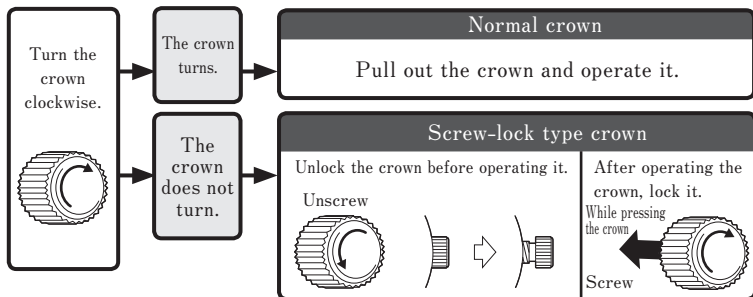 Turn the
crown
clockwise.
The crown
turns.
Normal crown
Pull out the crown and operate it.
The
crown
does not
turn.
Screw-lock type crown
Unlock the crown before operating it.
Unscrew
After operating the
crown, lock it.
While pressing
the crown
Screw